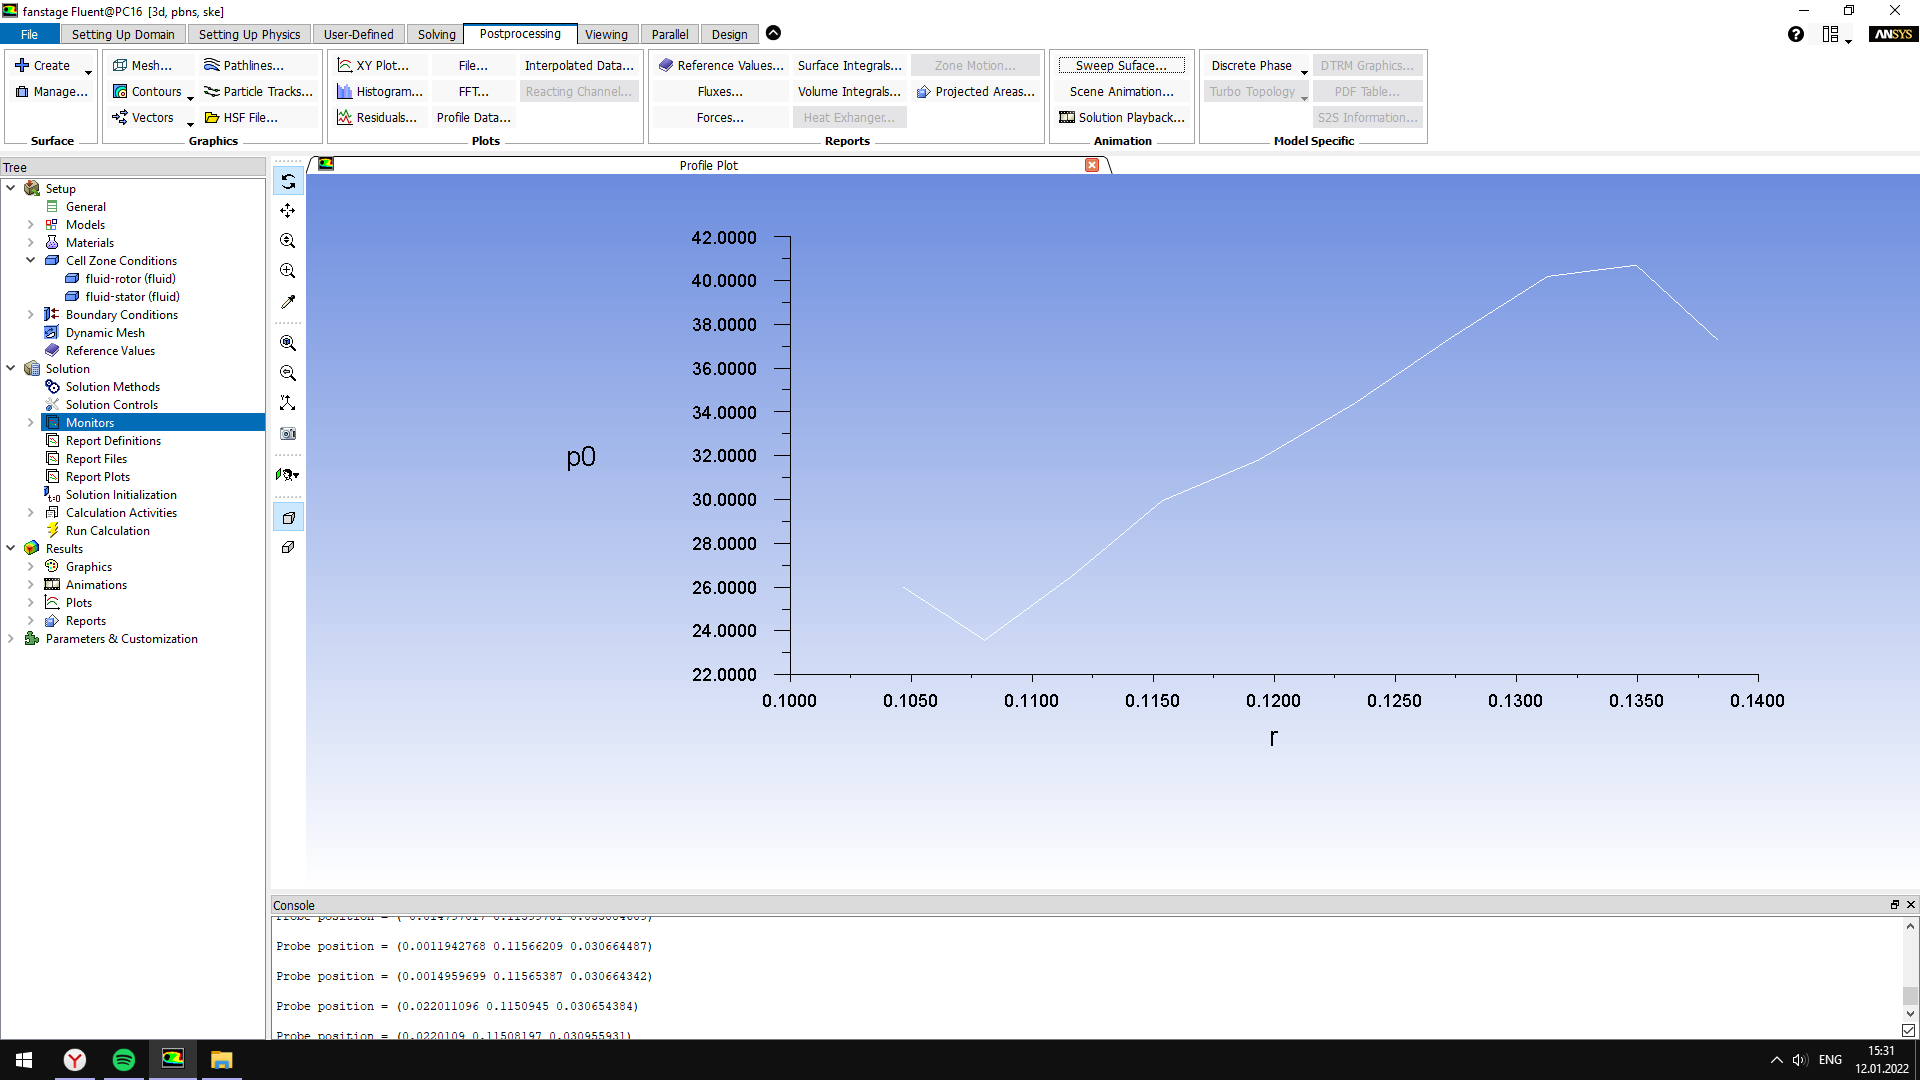 fanstage Fluent@PC16 [3d, pbns, ske]
File Setting Up Domain Setting Up Physics User-Defined Solving Postprocessing Viewing Parallel Design
ANSYS
Create Mesh... Pathlines... XY Plot... File... Interpolated Data... Reference Values... Surface Integrals... Zone Motion... Sweep Suface... Discrete Phase DTRM Graphics...
Manage... Contours Particle Tracks... Histogram... FFT... Reacting Channel... Fluxes... Volume Integrals... Projected Areas... Scene Animation... Turbo Topology PDF Table...
Vectors HSF File... Residuals... Profile Data... Forces... Heat Exhanger... Solution Playback... S2S Information...
Surface Graphics Plots Reports Animation Model Specific
Tree
Setup
General
Models
Materials
Cell Zone Conditions
fluid-rotor (fluid)
fluid-stator (fluid)
Boundary Conditions
Dynamic Mesh
Reference Values
Solution
Solution Methods
Solution Controls
Monitors
Report Definitions
Report Files
Report Plots
Solution Initialization
Calculation Activities
Run Calculation
Results
Graphics
Animations
Plots
Reports
Parameters & Customization
Profile Plot
42.0000
40.0000
38.0000
36.0000
34.0000
32.0000
30.0000
28.0000
26.0000
24.0000
22.0000
p0
0.1000 0.1050 0.1100 0.1150 0.1200 0.1250 0.1300 0.1350 0.1400
r
Console
Probe position = (0.0011942768 0.11566209 0.030664487)
Probe position = (0.0014959699 0.11565387 0.030664342)
Probe position = (0.022011096 0.1150945 0.030654384)
Probe position = (0.0220109 0.11508197 0.030955931)
ENG
15:31
12.01.2022